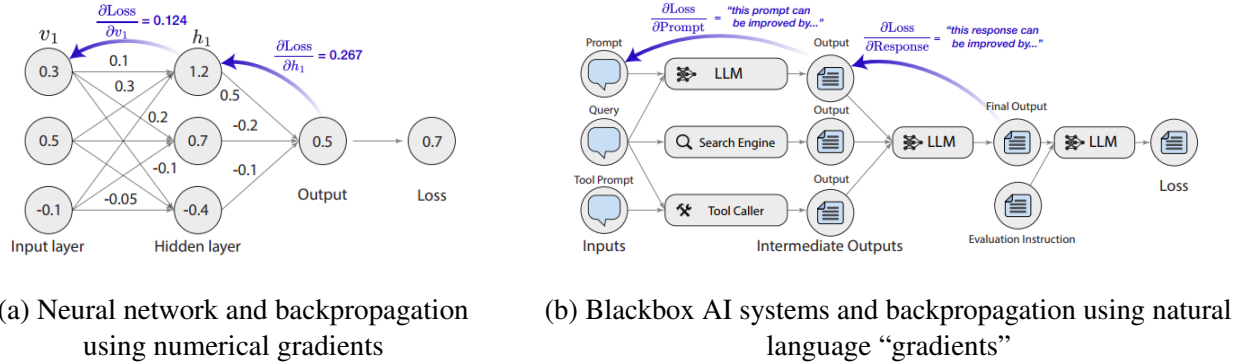 ∂Loss/∂v₁ = 0.124
v₁
h₁
∂Loss/∂h₁ = 0.267
0.3
0.1
1.2
0.3
0.5
0.2
0.5
0.7
-0.2
0.5
0.7
-0.1
-0.1
-0.1
-0.05
-0.4
Output
Loss
Input layer
Hidden layer
(a) Neural network and backpropagation
using numerical gradients
∂Loss/∂Prompt = "this prompt can
be improved by..."
∂Loss/∂Response = "this response can
be improved by..."
Prompt
Output
LLM
Query
Output
Final Output
Search Engine
LLM
LLM
Tool Prompt
Output
Loss
Tool Caller
Inputs
Intermediate Outputs
Evaluation Instruction
(b) Blackbox AI systems and backpropagation using natural
language “gradients”